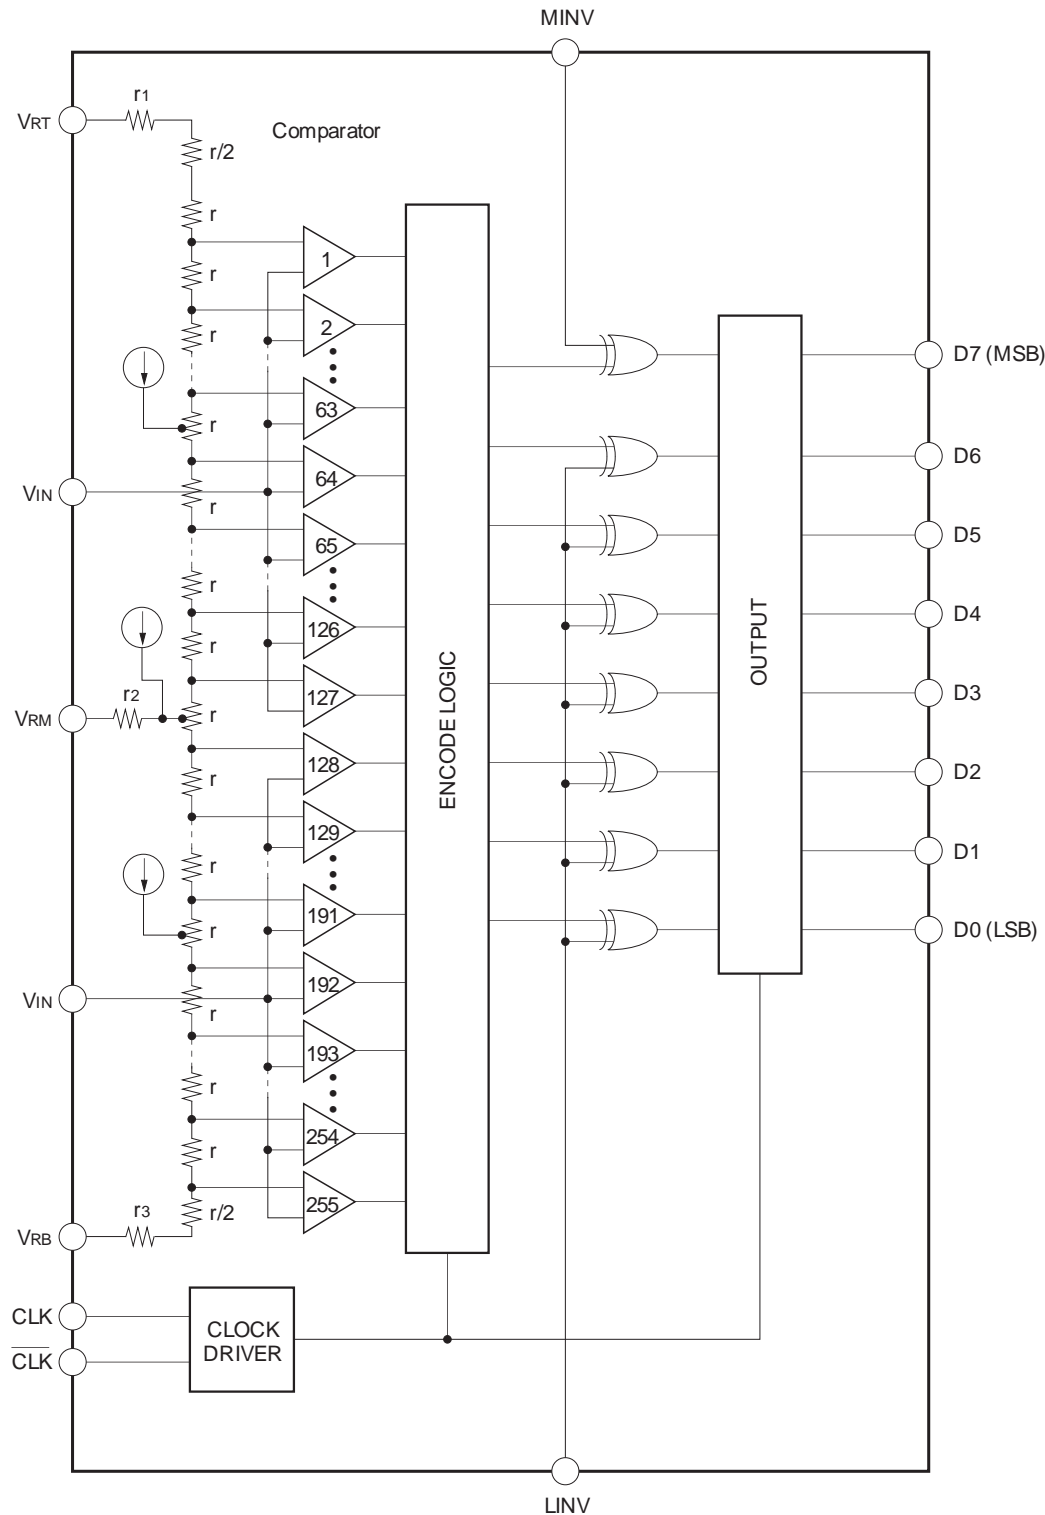 MINV
VRT
r1
Comparator
r/2
r
1
r
2
r
63
r
VIN
64
r
65
r
126
r
127
VRM
r2
r
128
r
129
r
191
r
VIN
192
r
193
r
254
r
255
r/2
VRB
r3
ENCODE LOGIC
OUTPUT
D7 (MSB)
D6
D5
D4
D3
D2
D1
D0 (LSB)
CLK
CLK
CLOCK
DRIVER
LINV